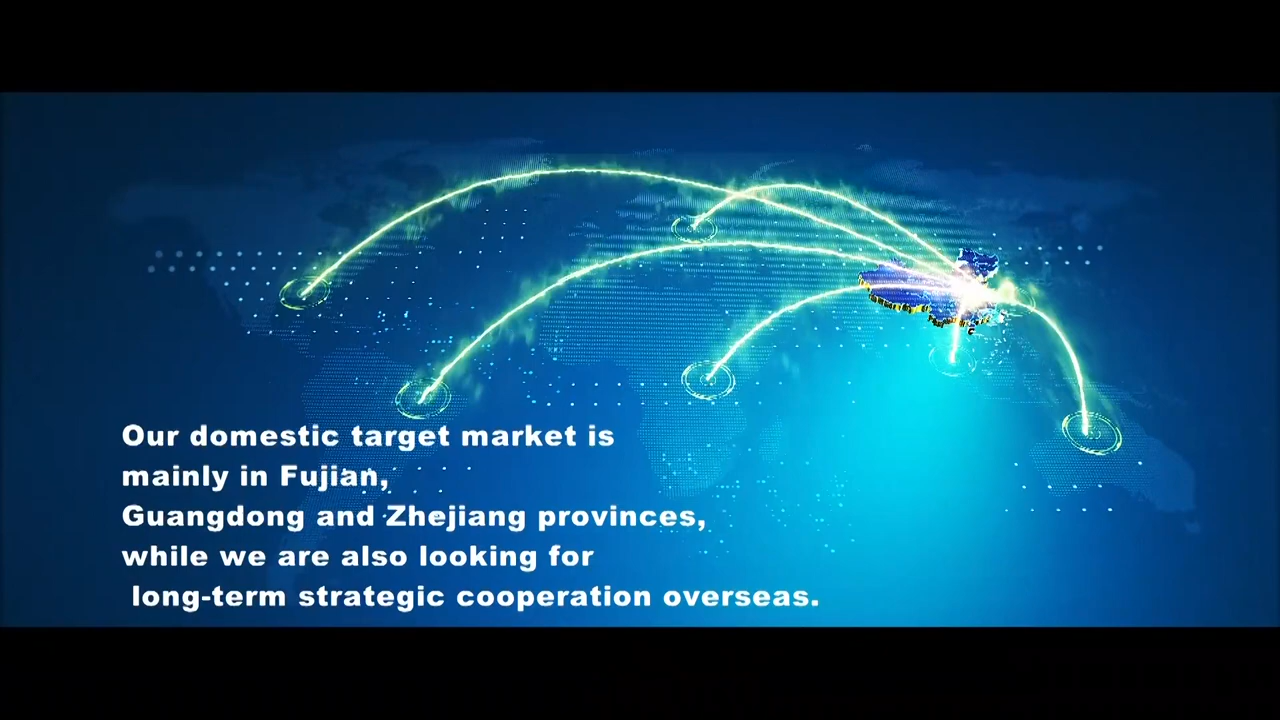 Our domestic target market is
mainly in Fujian,
Guangdong and Zhejiang provinces,
while we are also looking for
long-term strategic cooperation overseas.